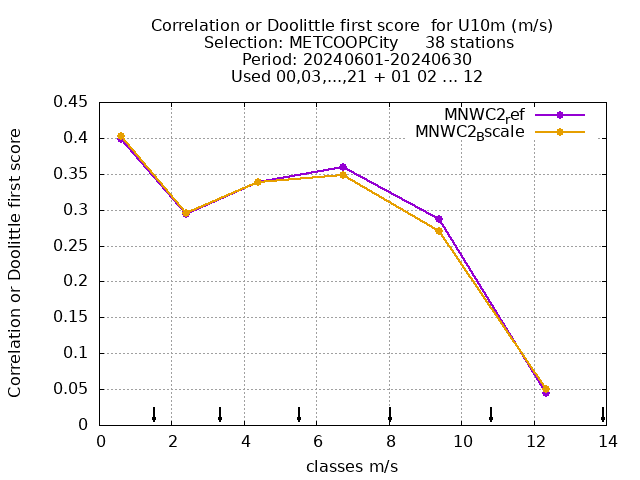 Correlation or Doolittle first score  for U10m (m/s)
Selection: METCOOPCity     38 stations
Period: 20240601-20240630
Used 00,03,...,21 + 01 02 ... 12
Correlation or Doolittle first score
0.45
0.4
0.35
0.3
0.25
0.2
0.15
0.1
0.05
0
MNWC2ref
MNWC2Bscale
0 2 4 6 8 10 12 14
classes m/s